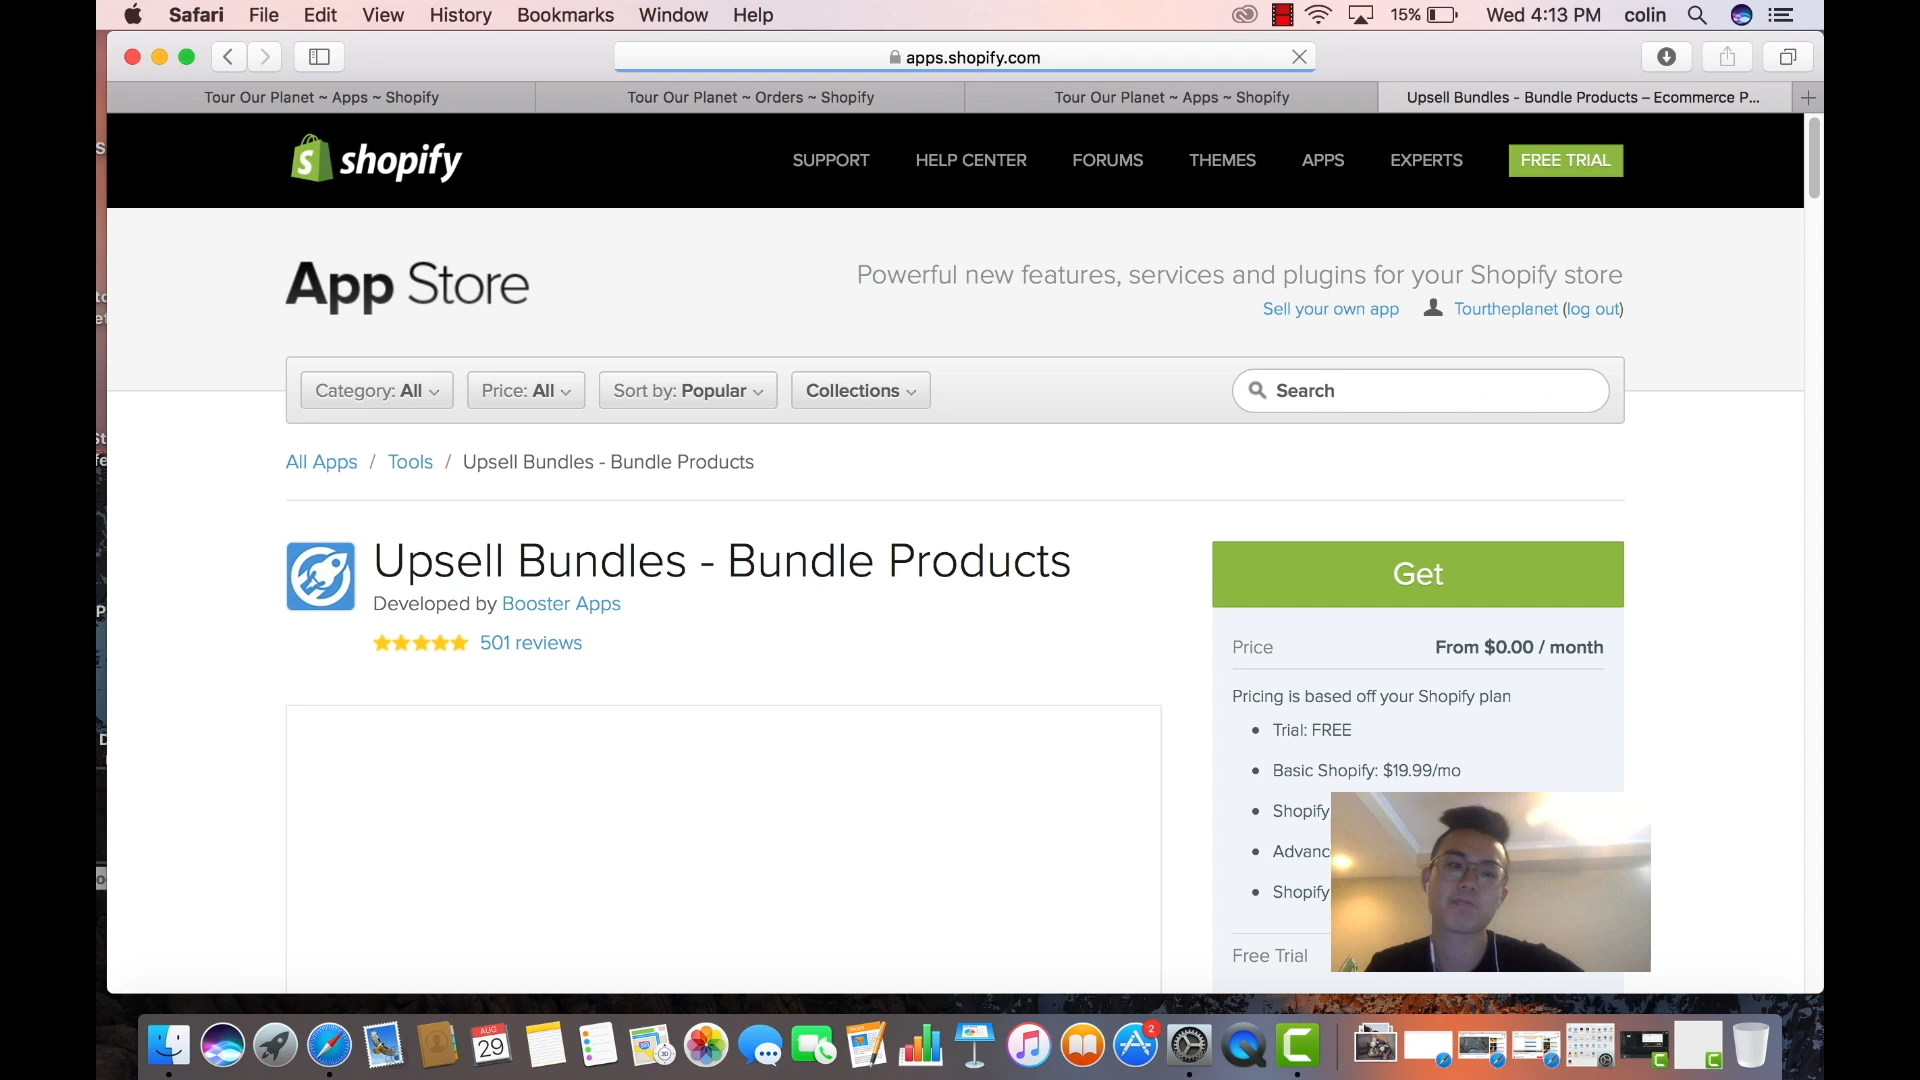 Safari File Edit View History Bookmarks Window Help 15% Wed 4:13 PM colin
apps.shopify.com
Tour Our Planet ~ Apps ~ Shopify
Tour Our Planet ~ Orders ~ Shopify
Tour Our Planet ~ Apps ~ Shopify
Upsell Bundles - Bundle Products – Ecommerce P...
shopify
SUPPORT HELP CENTER FORUMS THEMES APPS EXPERTS FREE TRIAL
App Store
Powerful new features, services and plugins for your Shopify store
Sell your own app Tourtheplanet (log out)
Category: All Price: All Sort by: Popular Collections Search
All Apps / Tools / Upsell Bundles - Bundle Products
Upsell Bundles - Bundle Products
Developed by Booster Apps
501 reviews
Get
Price From $0.00 / month
Pricing is based off your Shopify plan
Trial: FREE
Basic Shopify: $19.99/mo
Shopify
Advanc
Shopify
Free Trial
AUG
29
2